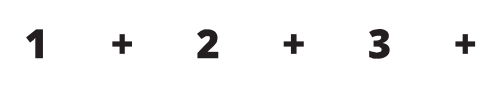 1 + 2 + 3 +